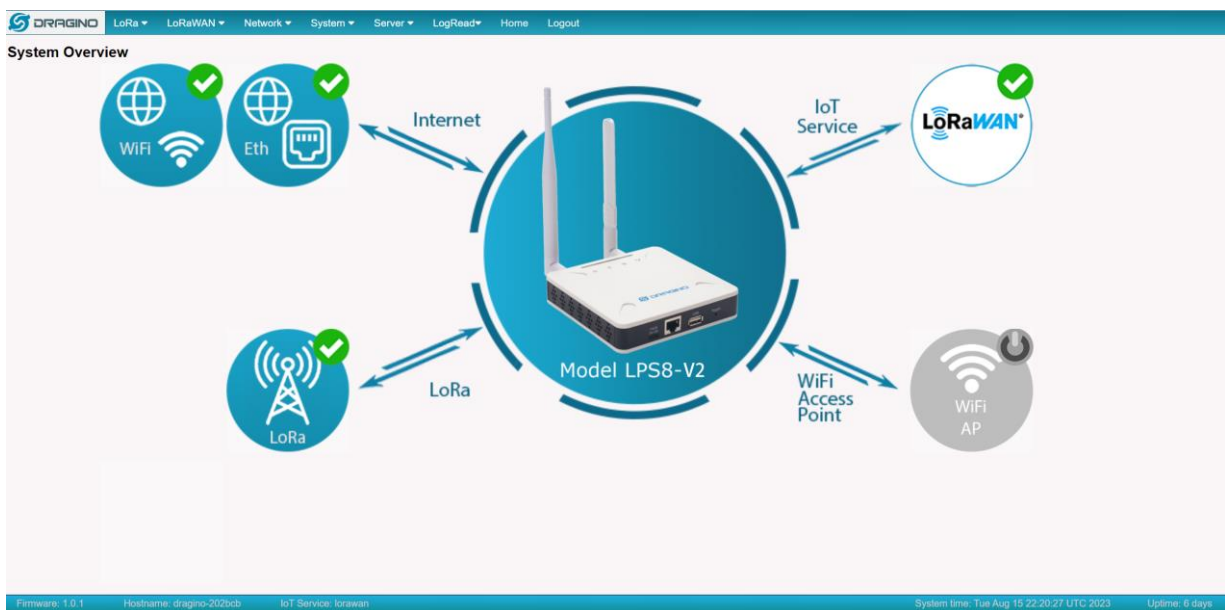 DRAGINO LoRa LoRaWAN Network System Server LogRead Home Logout
System Overview
WiFi
Eth
Internet
IoT
Service
LoRaWAN®
DRAGINO
Model LPS8-V2
LoRa
LoRa
WiFi
Access
Point
WiFi
AP
Firmware: 1.0.1 Hostname: dragino-202bcb IoT Service: lorawan System time: Tue Aug 15 22:20:27 UTC 2023 Uptime: 6 days